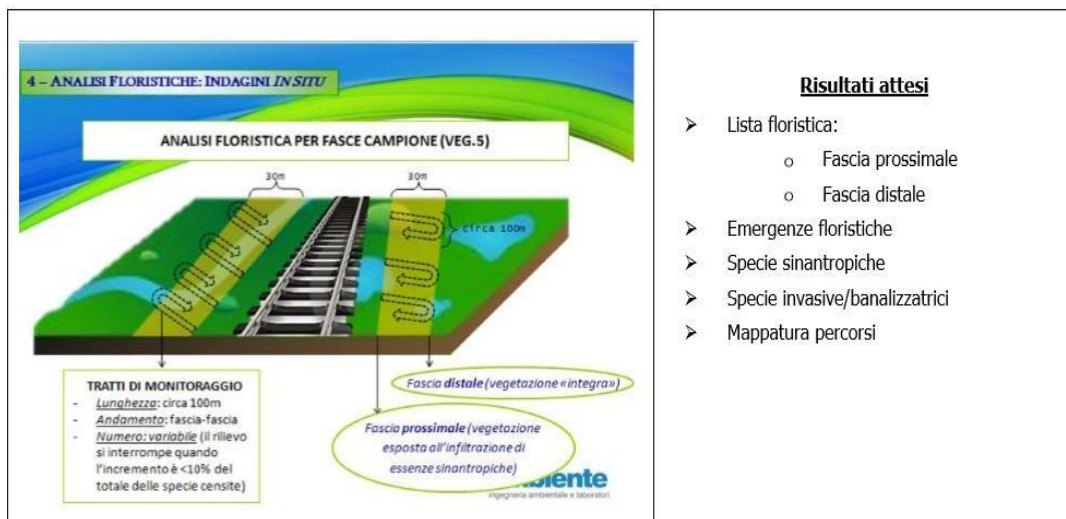 4 – ANALISI FLORISTICHE: INDAGINI IN SITU
ANALISI FLORISTICA PER FASCE CAMPIONE (VEG.5)
30m
30m
circa 100m
TRATTI DI MONITORAGGIO
- Lunghezza: circa 100m
- Andamento: fascia-fascia
- Numero: variabile (il rilievo
si interrompe quando
l'incremento è <10% del
totale delle specie censite)
Fascia distale (vegetazione «integra»)
Fascia prossimale (vegetazione
esposta all'infiltrazione di
essenze sinantropiche)
ingegneria ambientale e laboratori
Risultati attesi
➢ Lista floristica:
o Fascia prossimale
o Fascia distale
➢ Emergenze floristiche
➢ Specie sinantropiche
➢ Specie invasive/banalizzatrici
➢ Mappatura percorsi